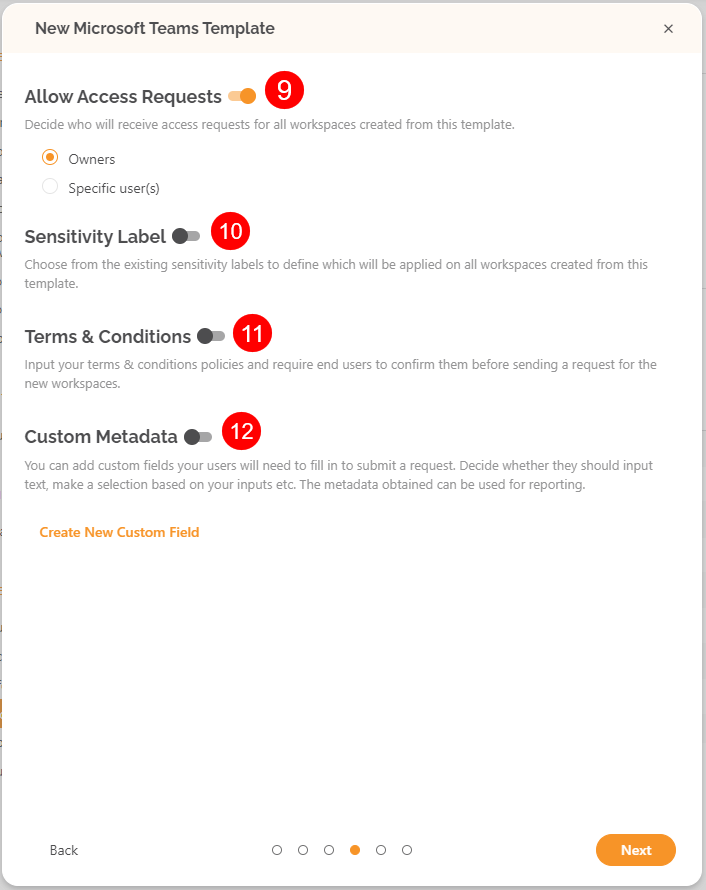 New Microsoft Teams Template
Allow Access Requests 9
Decide who will receive access requests for all workspaces created from this template.
Owners
Specific user(s)
Sensitivity Label 10
Choose from the existing sensitivity labels to define which will be applied on all workspaces created from this
template.
Terms & Conditions 11
Input your terms & conditions policies and require end users to confirm them before sending a request for the
new workspaces.
Custom Metadata 12
You can add custom fields your users will need to fill in to submit a request. Decide whether they should input
text, make a selection based on your inputs etc. The metadata obtained can be used for reporting.
Create New Custom Field
Back
Next